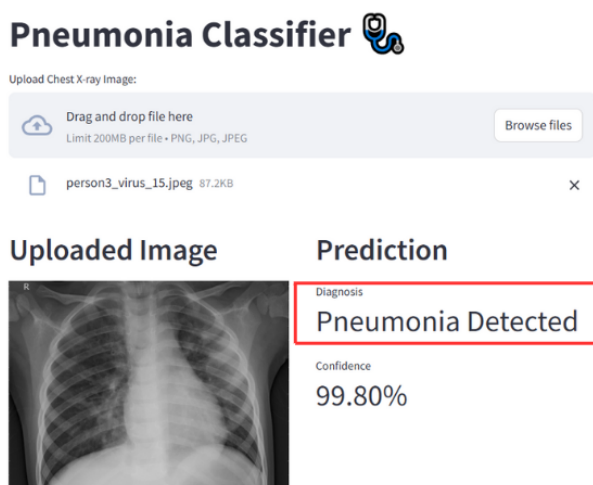 Pneumonia Classifier 🩺
Upload Chest X-ray Image:
Drag and drop file here
Limit 200MB per file • PNG, JPG, JPEG
Browse files
person3_virus_15.jpeg 87.2KB
×
Uploaded Image
Prediction
R
Diagnosis
Pneumonia Detected
Confidence
99.80%